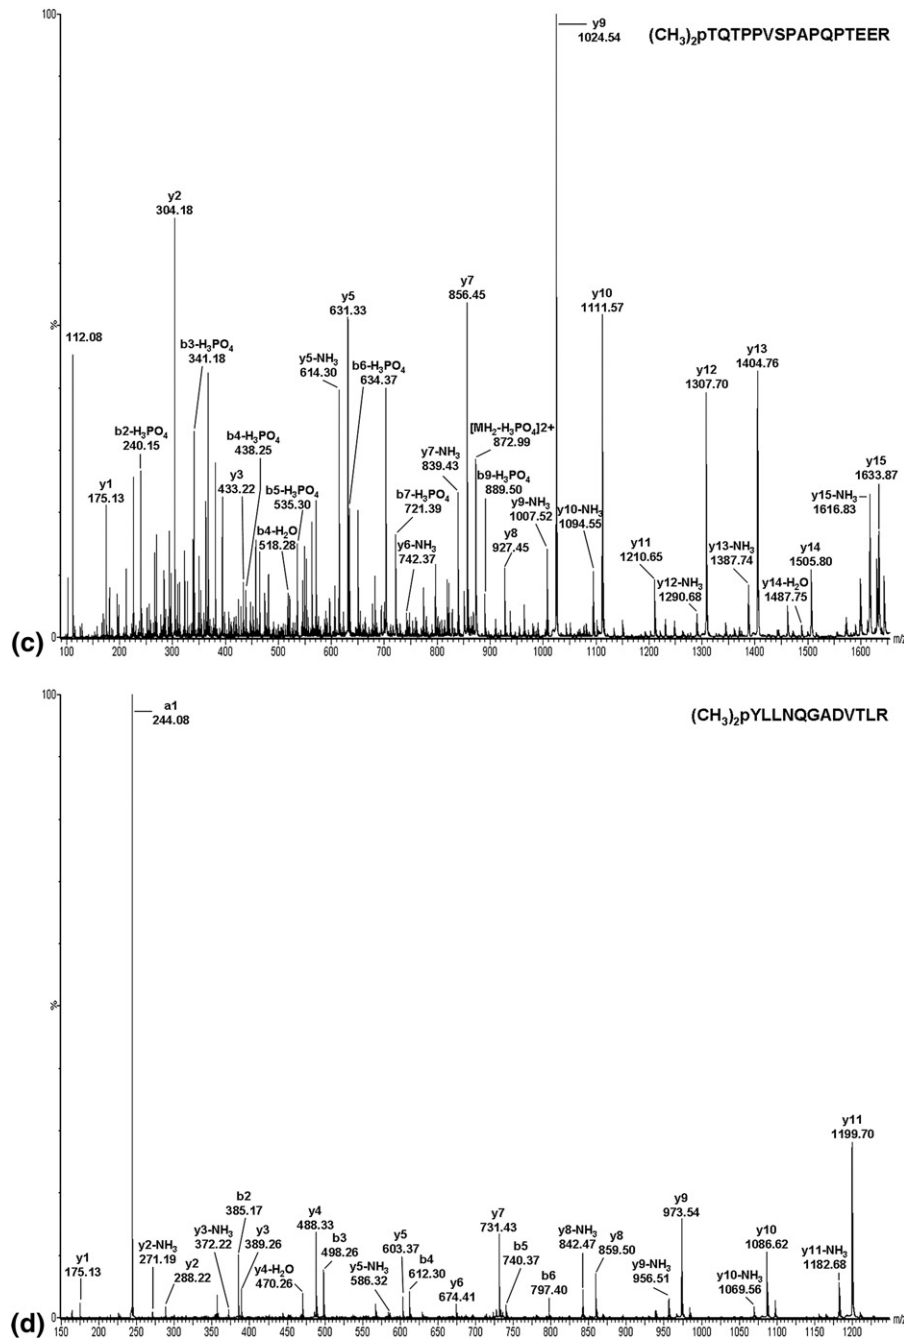 100
y9
1024.54
(CH₃)₂pTQTPPVSPAPQPTEER
y2
304.18
y7
856.45
y10
1111.57
y5
631.33
112.08
%
b3-H₃PO₄
341.18
y5-NH₃
614.30
b6-H₃PO₄
634.37
y12
1307.70
y13
1404.76
b2-H₃PO₄
240.15
b4-H₃PO₄
438.25
[MH₂-H₃PO₄]2+
872.99
y7-NH₃
839.43
b9-H₃PO₄
889.50
y1
175.13
y3
433.22
b5-H₃PO₄
535.30
b7-H₃PO₄
721.39
y9-NH₃
1007.52
y10-NH₃
1094.55
y15
1633.87
y15-NH₃
1616.83
b4-H₂O
518.28
y6-NH₃
742.37
y8
927.45
y11
1210.65
y13-NH₃
1387.74
y14
1505.80
y12-NH₃
1290.68
y14-H₂O
1487.75
(c)
0
100 200 300 400 500 600 700 800 900 1000 1100 1200 1300 1400 1500 1600 m/z
100
a1
244.08
(CH₃)₂pYLLNQGADVTLR
%
y11
1199.70
b2
385.17
y3-NH₃
372.22
y3
389.26
y4
488.33
b3
498.26
y9
973.54
y7
731.43
y8-NH₃
842.47
y8
859.50
y10
1086.62
y1
175.13
y2-NH₃
271.19
y2
288.22
y4-H₂O
470.26
y5-NH₃
586.32
y5
603.37
b4
612.30
y6
674.41
b5
740.37
b6
797.40
y9-NH₃
956.51
y10-NH₃
1069.56
y11-NH₃
1182.68
(d)
0
150 200 250 300 350 400 450 500 550 600 650 700 750 800 850 900 950 1000 1050 1100 1150 1200 m/z